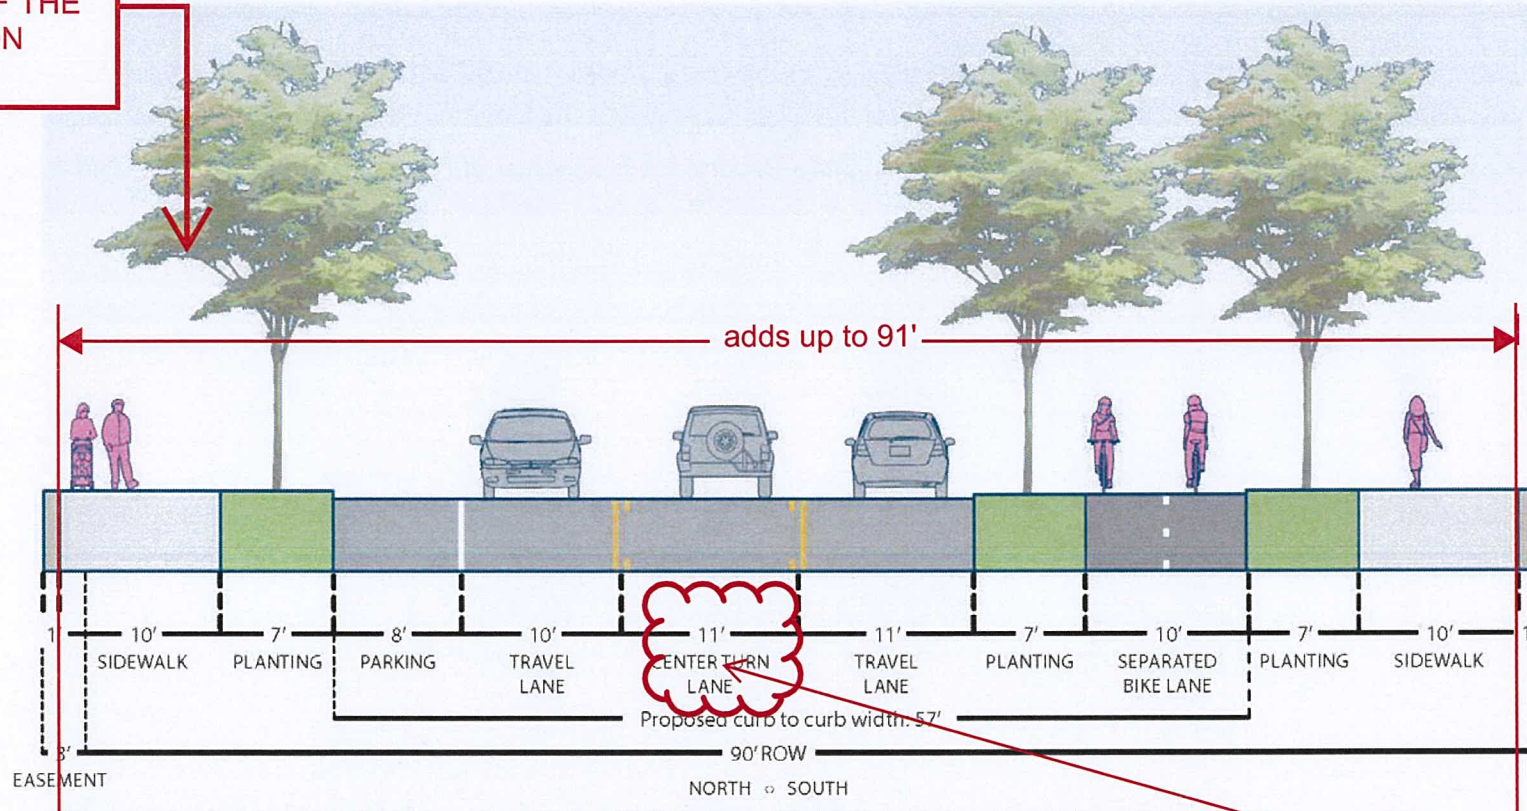 THE
N
adds up to 91'
1' 10' 7' 8' 10' 11' 11' 7' 10' 7' 10'
SIDEWALK PLANTING PARKING TRAVEL LANE CENTER TURN LANE TRAVEL LANE PLANTING SEPARATED BIKE LANE PLANTING SIDEWALK
Proposed curb to curb width: 57'
90' ROW
EASEMENT
NORTH SOUTH